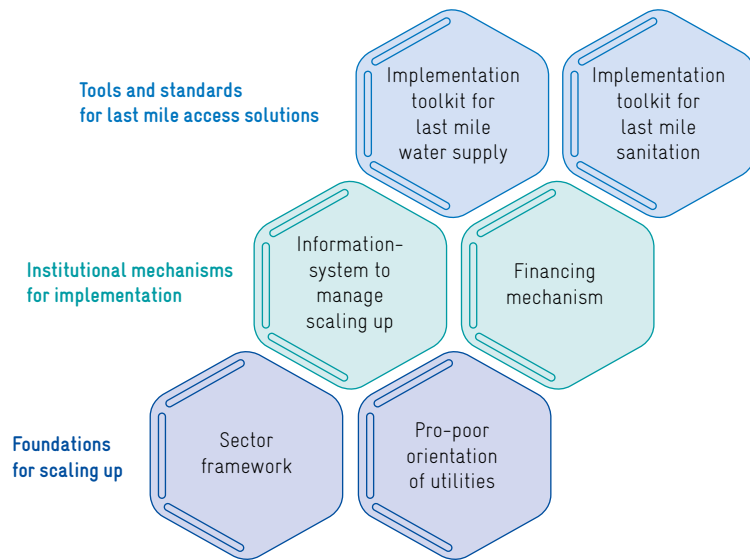 Tools and standards
for last mile access solutions
Implementation
toolkit for
last mile
water supply
Implementation
toolkit for
last mile
sanitation
Institutional mechanisms
for implementation
Information-
system to
manage
scaling up
Financing
mechanism
Foundations
for scaling up
Sector
framework
Pro-poor
orientation
of utilities